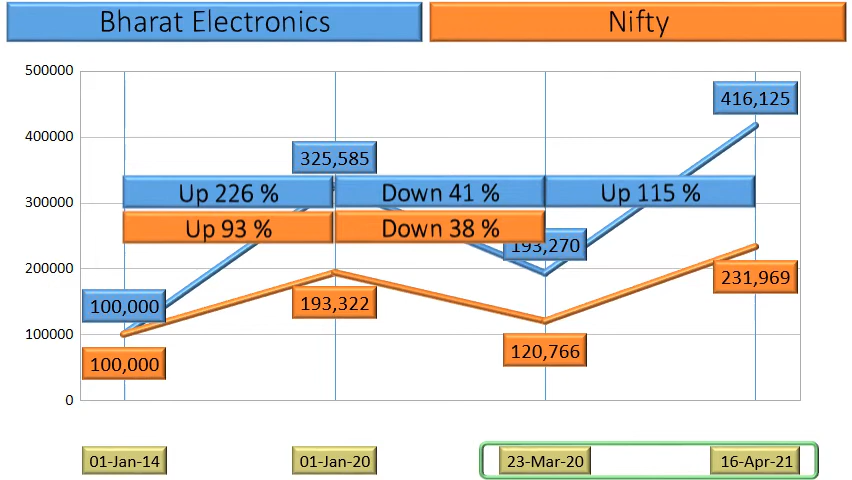 Bharat Electronics
Nifty
500000
416,125
400000
325,585
300000
Up 226 %
Down 41 %
Up 115 %
Up 93 %
Down 38 %
193,270
200000
231,969
193,322
100,000
100000
120,766
100,000
0
01-Jan-14
01-Jan-20
23-Mar-20
16-Apr-21